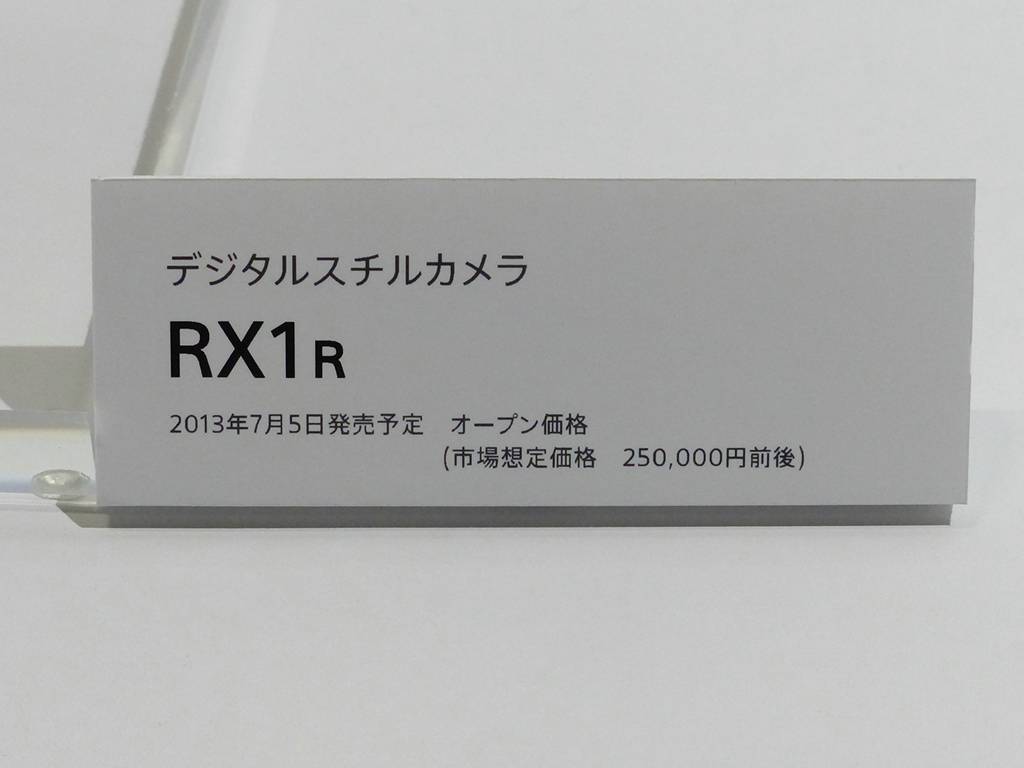 デジタルスチルカメラ
RX1R
2013年7月5日発売予定　オープン価格
(市場想定価格　250,000円前後)